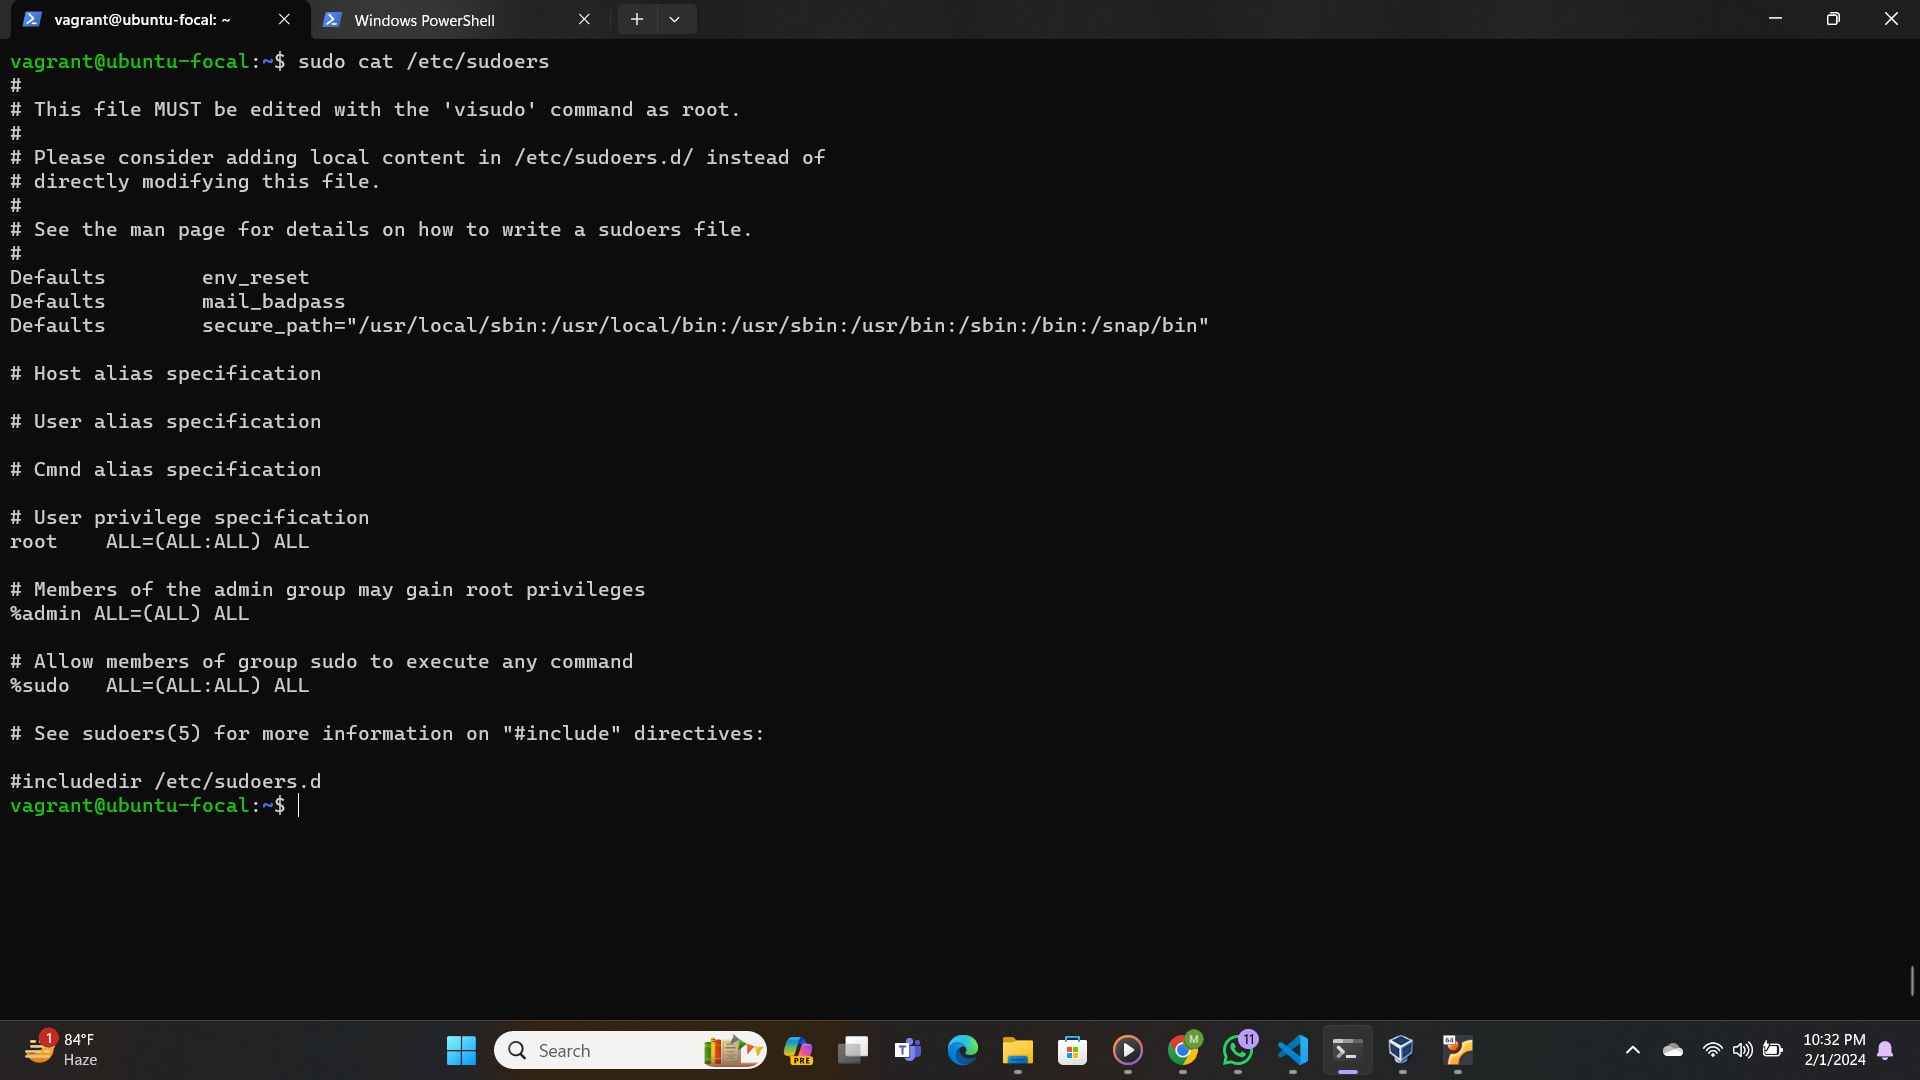 vagrant@ubuntu-focal: ~
Windows PowerShell
vagrant@ubuntu-focal:~$ sudo cat /etc/sudoers
#
# This file MUST be edited with the 'visudo' command as root.
#
# Please consider adding local content in /etc/sudoers.d/ instead of
# directly modifying this file.
#
# See the man page for details on how to write a sudoers file.
#
Defaults        env_reset
Defaults        mail_badpass
Defaults        secure_path="/usr/local/sbin:/usr/local/bin:/usr/sbin:/usr/bin:/sbin:/bin:/snap/bin"
# Host alias specification
# User alias specification
# Cmnd alias specification
# User privilege specification
root    ALL=(ALL:ALL) ALL
# Members of the admin group may gain root privileges
%admin ALL=(ALL) ALL
# Allow members of group sudo to execute any command
%sudo   ALL=(ALL:ALL) ALL
# See sudoers(5) for more information on "#include" directives:
#includedir /etc/sudoers.d
vagrant@ubuntu-focal:~$
1
84°F
Haze
Search
PRE
M
11
64
10:32 PM
2/1/2024